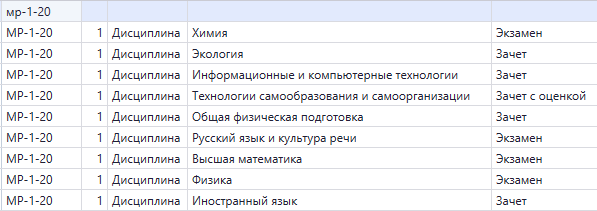 мр-1-20
МР-1-20 1 Дисциплина Химия Экзамен
МР-1-20 1 Дисциплина Экология Зачет
МР-1-20 1 Дисциплина Информационные и компьютерные технологии Зачет
МР-1-20 1 Дисциплина Технологии самообразования и самоорганизации Зачет с оценкой
МР-1-20 1 Дисциплина Общая физическая подготовка Зачет
МР-1-20 1 Дисциплина Русский язык и культура речи Экзамен
МР-1-20 1 Дисциплина Высшая математика Экзамен
МР-1-20 1 Дисциплина Физика Экзамен
МР-1-20 1 Дисциплина Иностранный язык Зачет